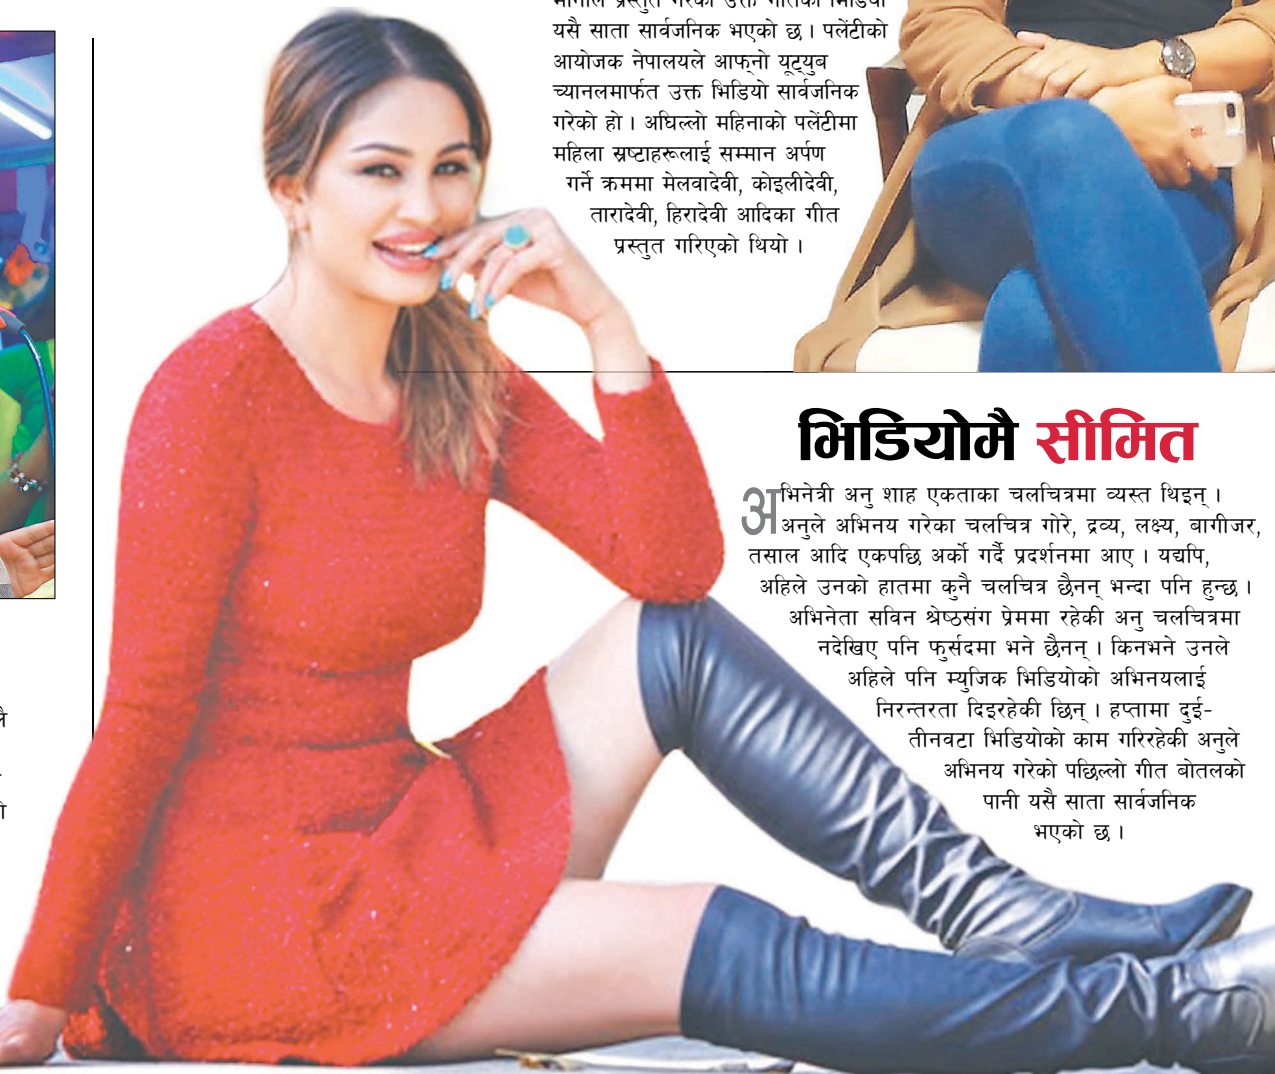 यसै साता सार्वजनिक भएको छ । पलेंटीको
आयोजक नेपालयले आफ्नो यूट्युब
च्यानलमार्फत उक्त भिडियो सार्वजनिक
गरेको हो । अघिल्लो महिनाको पलेंटीमा
महिला स्रष्टाहरूलाई सम्मान अर्पण
गर्ने क्रममा मेलवादेवी, कोइलीदेवी,
तारादेवी, हिरादेवी आदिका गीत
प्रस्तुत गरिएको थियो ।
भिडियोमै सीमित
अभिनेत्री अनु शाह एकताका चलचित्रमा व्यस्त थिइन् ।
अनुले अभिनय गरेका चलचित्र गोरे, द्रव्य, लक्ष्य, बागीजर,
तसाल आदि एकपछि अर्को गर्दै प्रदर्शनमा आए । यद्यपि,
अहिले उनको हातमा कुनै चलचित्र छैनन् भन्दा पनि हुन्छ ।
अभिनेता सविन श्रेष्ठसंग प्रेममा रहेकी अनु चलचित्रमा
नदेखिए पनि फुर्सदमा भने छैनन् । किनभने उनले
अहिले पनि म्युजिक भिडियोको अभिनयलाई
निरन्तरता दिइरहेकी छिन् । हप्तामा दुई-
तीनवटा भिडियोको काम गरिरहेकी अनुले
अभिनय गरेको पछिल्लो गीत बोतलको
पानी यसै साता सार्वजनिक
भएको छ ।